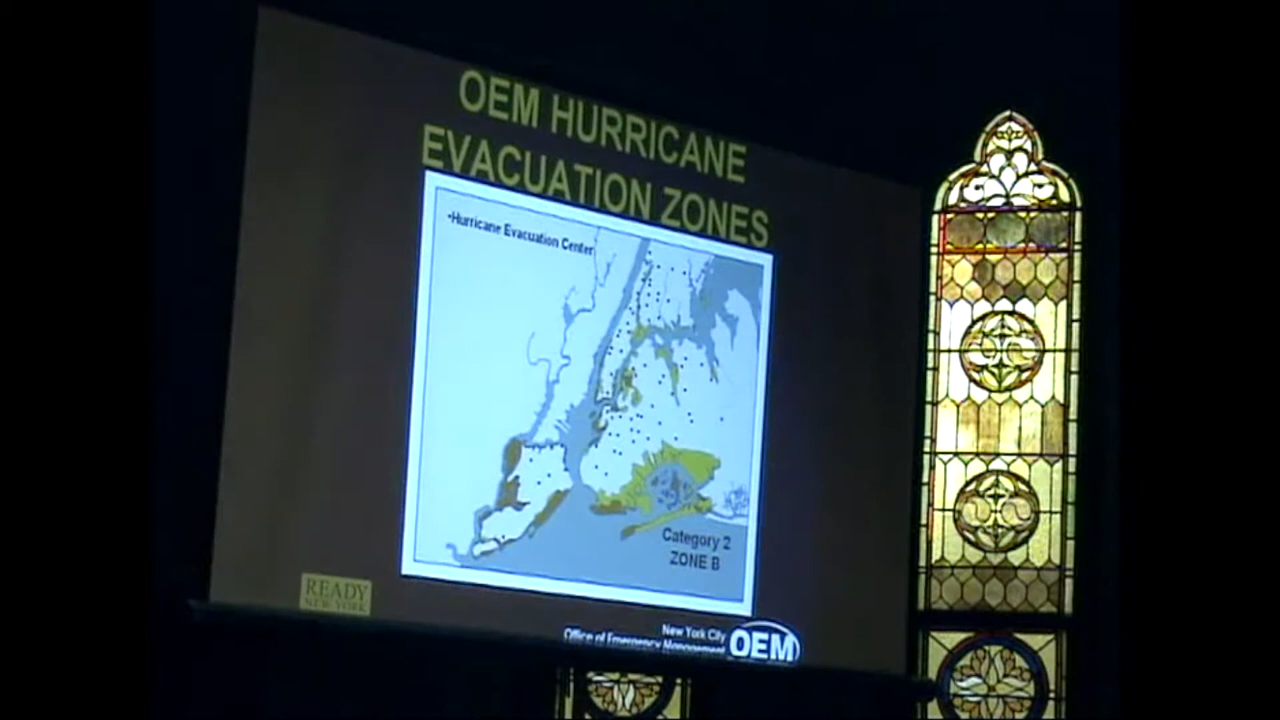 OEM HURRICANE
EVACUATION ZONES
•Hurricane Evacuation Center
Category 2
ZONE B
READY
NEW YORK
New York City
Office of Emergency Management
OEM